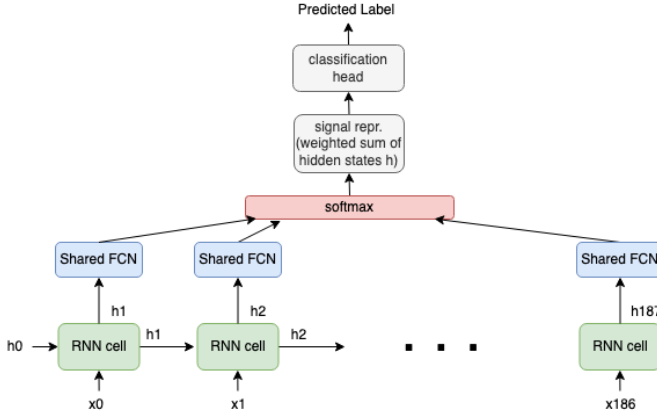 Predicted Label
classification
head
signal repr.
(weighted sum of
hidden states h)
softmax
Shared FCN
Shared FCN
Shared FCN
h1
h2
h187
h0
RNN cell
h1
RNN cell
h2
RNN cell
x0
x1
x186